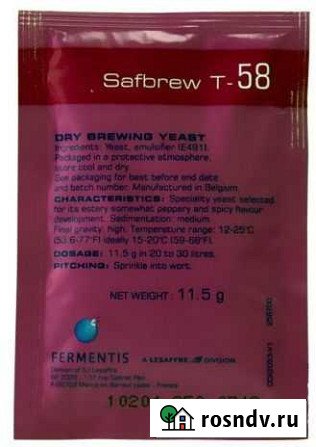 Safbrew T-58
DRY BREWING YEAST
Ingredients: Yeast, emulsifier (E491).
Packaged in a protective atmosphere.
Store cool and dry.
See packaging for best before end date
and batch number. Manufactured in Belgium.
CHARACTERISTICS: Speciality yeast selected
for its estery somewhat peppery and spicy flavour
development. Sedimentation: medium.
Final gravity: high. Temperature range: 12-25°C
(53.6-77°F) ideally 15-20°C (59-68°F).
DOSAGE: 11.5 g in 20 to 30 litres.
PITCHING: Sprinkle into wort.
NET WEIGHT: 11.5 g
FERMENTIS
A LESAFFRE DIVISION
rosndv.ru